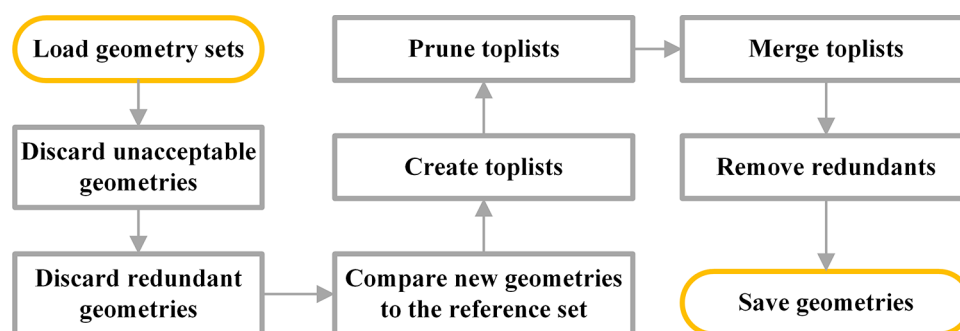 Load geometry sets
Discard unacceptable
geometries
Discard redundant
geometries
Compare new geometries
to the reference set
Create toplists
Prune toplists
Merge toplists
Remove redundants
Save geometries